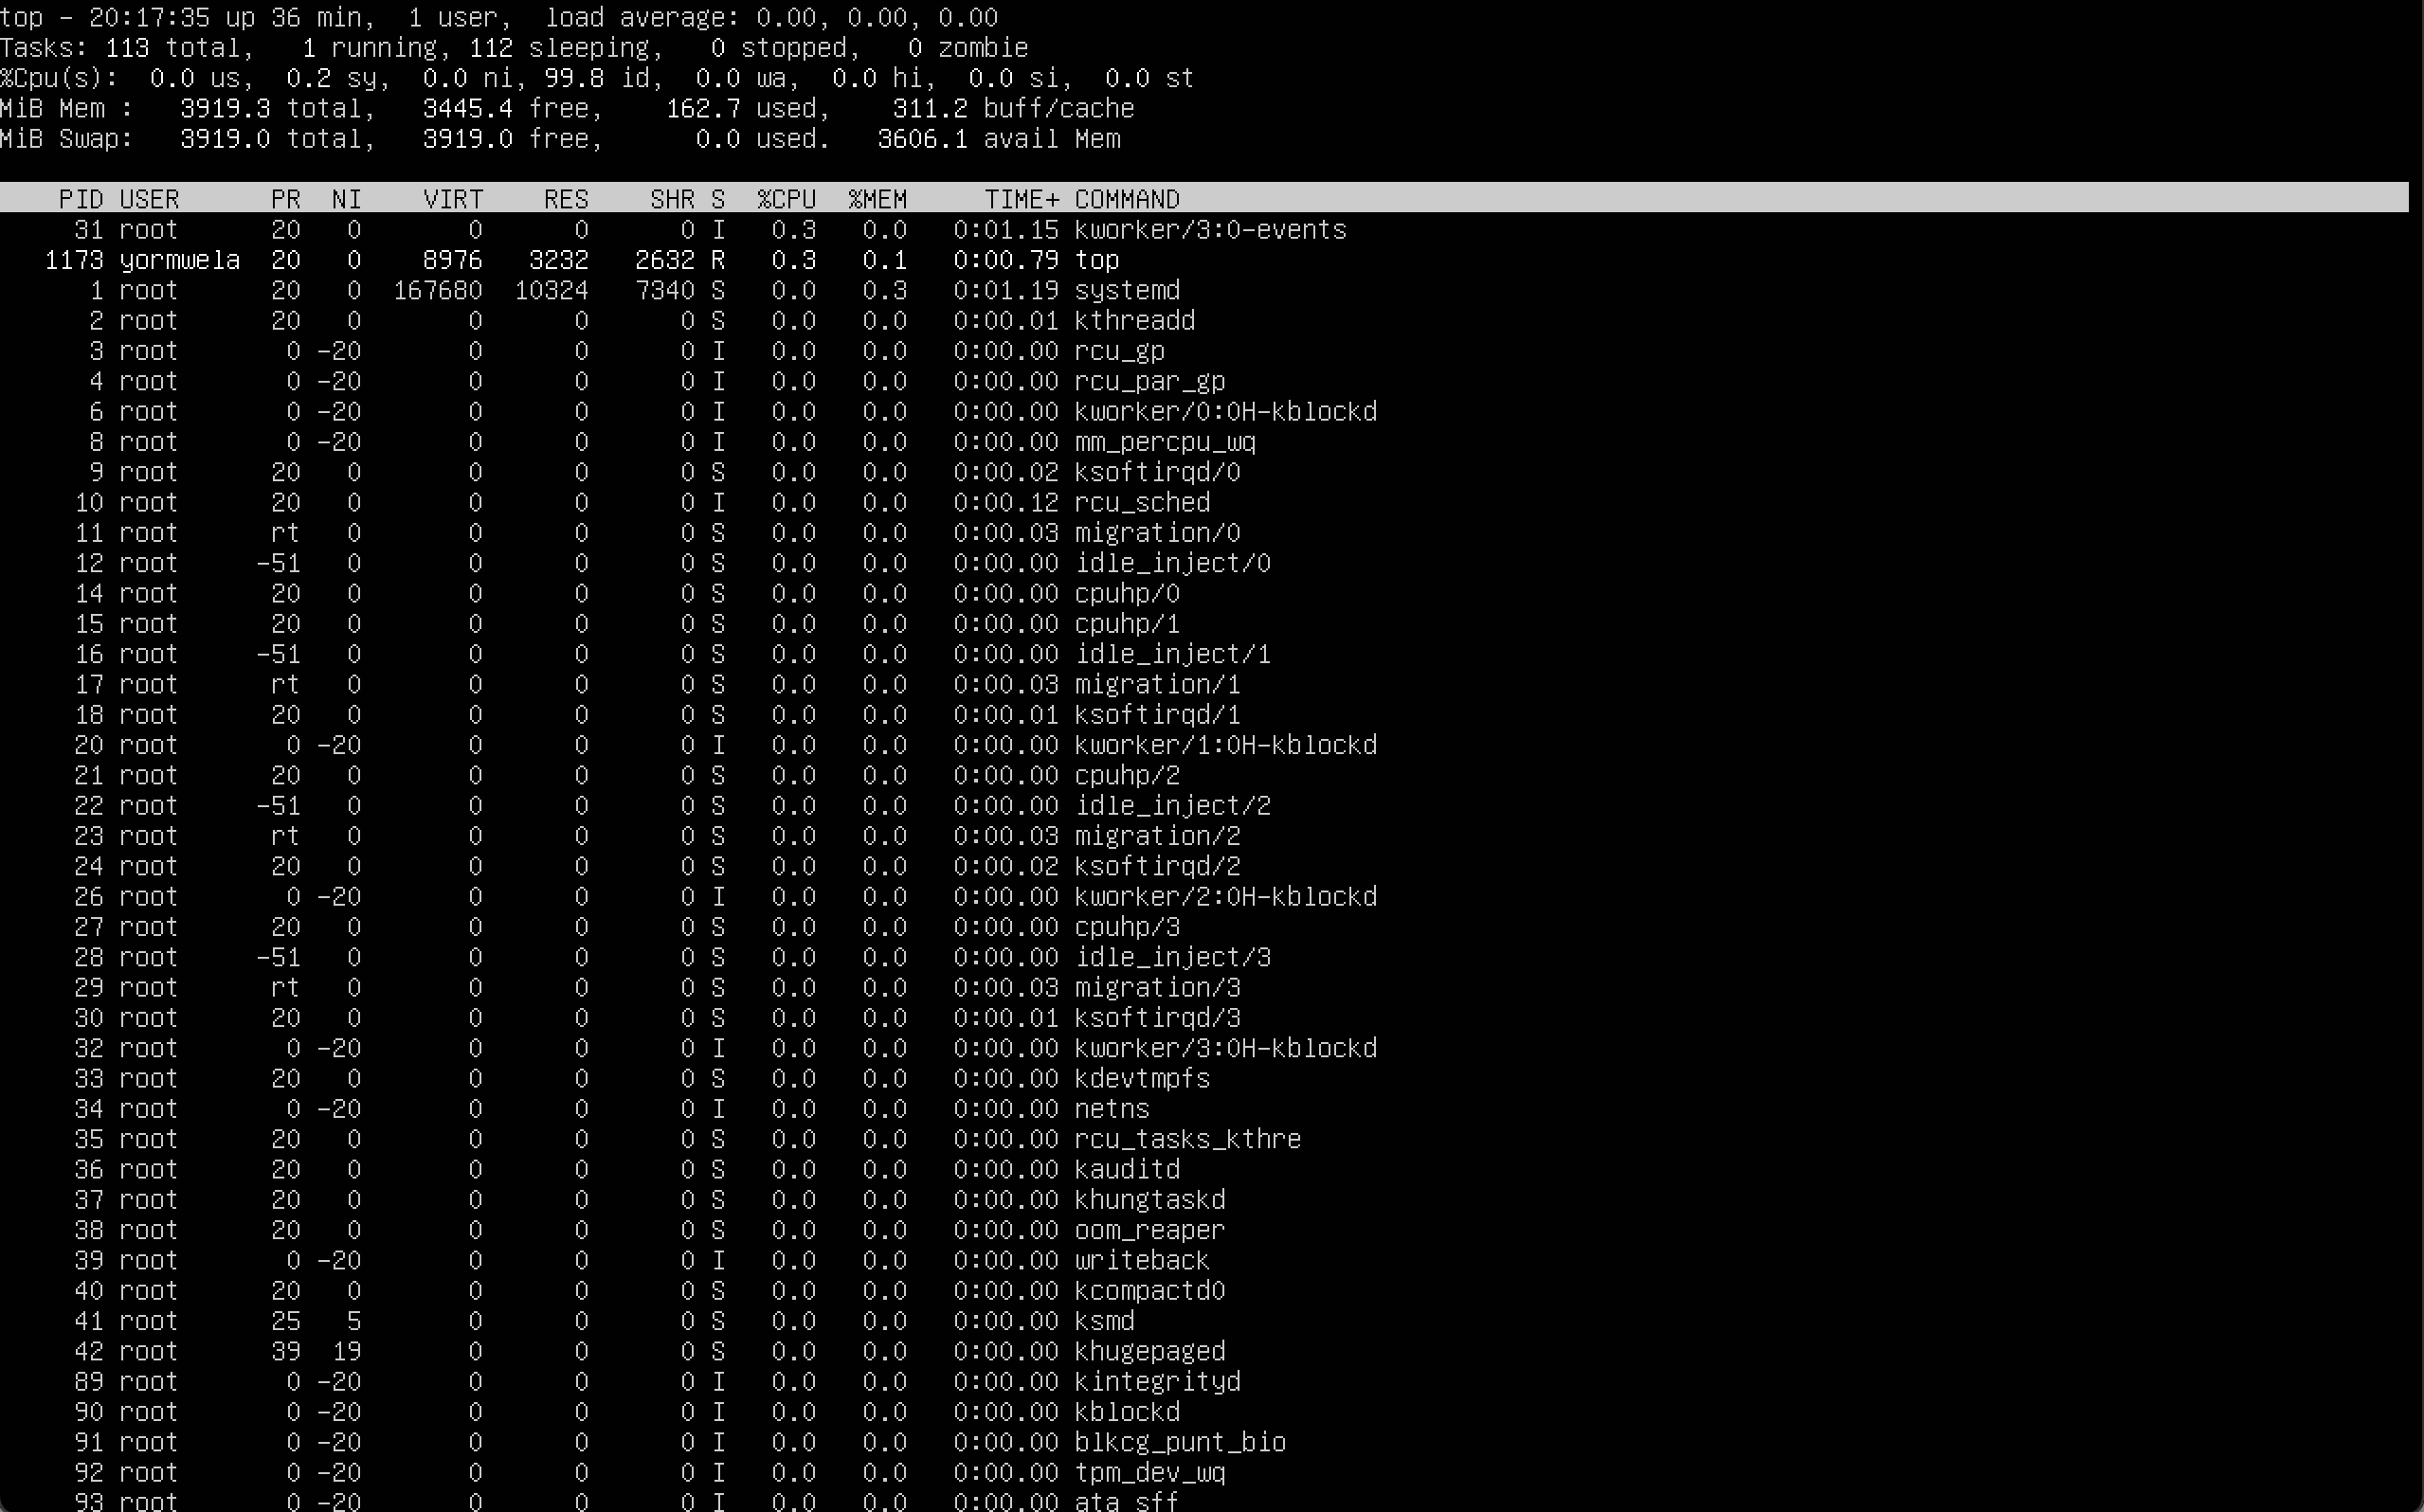 top - 20:17:35 up 36 min,  1 user,  load average: 0.00, 0.00, 0.00
Tasks: 113 total,   1 running, 112 sleeping,   0 stopped,   0 zombie
%Cpu(s):  0.0 us,  0.2 sy,  0.0 ni, 99.8 id,  0.0 wa,  0.0 hi,  0.0 si,  0.0 st
MiB Mem :   3919.3 total,   3445.4 free,    162.7 used,    311.2 buff/cache
MiB Swap:   3919.0 total,   3919.0 free,      0.0 used.   3606.1 avail Mem
PID USER PR NI VIRT RES SHR S %CPU %MEM TIME+ COMMAND
31 root 20 0 0 0 0 I 0.3 0.0 0:01.15 kworker/3:0-events
1173 yormwela 20 0 8976 3232 2632 R 0.3 0.1 0:00.79 top
1 root 20 0 167680 10324 7340 S 0.0 0.3 0:01.19 systemd
2 root 20 0 0 0 0 S 0.0 0.0 0:00.01 kthreadd
3 root 0 -20 0 0 0 I 0.0 0.0 0:00.00 rcu_gp
4 root 0 -20 0 0 0 I 0.0 0.0 0:00.00 rcu_par_gp
6 root 0 -20 0 0 0 I 0.0 0.0 0:00.00 kworker/0:0H-kblockd
8 root 0 -20 0 0 0 I 0.0 0.0 0:00.00 mm_percpu_wq
9 root 20 0 0 0 0 S 0.0 0.0 0:00.02 ksoftirqd/0
10 root 20 0 0 0 0 I 0.0 0.0 0:00.12 rcu_sched
11 root rt 0 0 0 0 S 0.0 0.0 0:00.03 migration/0
12 root -51 0 0 0 0 S 0.0 0.0 0:00.00 idle_inject/0
14 root 20 0 0 0 0 S 0.0 0.0 0:00.00 cpuhp/0
15 root 20 0 0 0 0 S 0.0 0.0 0:00.00 cpuhp/1
16 root -51 0 0 0 0 S 0.0 0.0 0:00.00 idle_inject/1
17 root rt 0 0 0 0 S 0.0 0.0 0:00.03 migration/1
18 root 20 0 0 0 0 S 0.0 0.0 0:00.01 ksoftirqd/1
20 root 0 -20 0 0 0 I 0.0 0.0 0:00.00 kworker/1:0H-kblockd
21 root 20 0 0 0 0 S 0.0 0.0 0:00.00 cpuhp/2
22 root -51 0 0 0 0 S 0.0 0.0 0:00.00 idle_inject/2
23 root rt 0 0 0 0 S 0.0 0.0 0:00.03 migration/2
24 root 20 0 0 0 0 S 0.0 0.0 0:00.02 ksoftirqd/2
26 root 0 -20 0 0 0 I 0.0 0.0 0:00.00 kworker/2:0H-kblockd
27 root 20 0 0 0 0 S 0.0 0.0 0:00.00 cpuhp/3
28 root -51 0 0 0 0 S 0.0 0.0 0:00.00 idle_inject/3
29 root rt 0 0 0 0 S 0.0 0.0 0:00.03 migration/3
30 root 20 0 0 0 0 S 0.0 0.0 0:00.01 ksoftirqd/3
32 root 0 -20 0 0 0 I 0.0 0.0 0:00.00 kworker/3:0H-kblockd
33 root 20 0 0 0 0 S 0.0 0.0 0:00.00 kdevtmpfs
34 root 0 -20 0 0 0 I 0.0 0.0 0:00.00 netns
35 root 20 0 0 0 0 S 0.0 0.0 0:00.00 rcu_tasks_kthre
36 root 20 0 0 0 0 S 0.0 0.0 0:00.00 kauditd
37 root 20 0 0 0 0 S 0.0 0.0 0:00.00 khungtaskd
38 root 20 0 0 0 0 S 0.0 0.0 0:00.00 oom_reaper
39 root 0 -20 0 0 0 I 0.0 0.0 0:00.00 writeback
40 root 20 0 0 0 0 S 0.0 0.0 0:00.00 kcompactd0
41 root 25 5 0 0 0 S 0.0 0.0 0:00.00 ksmd
42 root 39 19 0 0 0 S 0.0 0.0 0:00.00 khugepaged
89 root 0 -20 0 0 0 I 0.0 0.0 0:00.00 kintegrityd
90 root 0 -20 0 0 0 I 0.0 0.0 0:00.00 kblockd
91 root 0 -20 0 0 0 I 0.0 0.0 0:00.00 blkcg_punt_bio
92 root 0 -20 0 0 0 I 0.0 0.0 0:00.00 tpm_dev_wq
93 root 0 -20 0 0 0 I 0.0 0.0 0:00.00 ata_sff